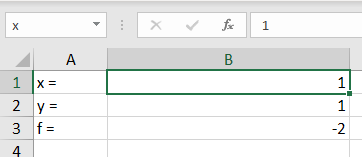 x fx 1
A B
1 x = 1
2 y = 1
3 f = -2
4